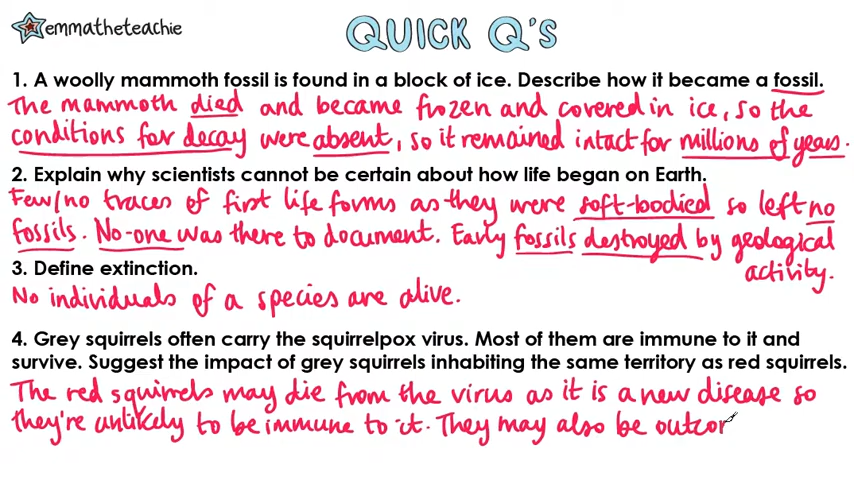 emmatheteachie
QUICK Q'S
1. A woolly mammoth fossil is found in a block of ice. Describe how it became a fossil.
The mammoth died and became frozen and covered in ice, so the
conditions for decay were absent, so it remained intact for millions of years.
2. Explain why scientists cannot be certain about how life began on Earth.
Few/no traces of first life forms as they were soft-bodied so left no
fossils. No-one was there to document. Early fossils destroyed by geological
activity.
3. Define extinction.
No individuals of a species are alive.
4. Grey squirrels often carry the squirrelpox virus. Most of them are immune to it and
survive. Suggest the impact of grey squirrels inhabiting the same territory as red squirrels.
The red squirrels may die from the virus as it is a new disease so
they're unlikely to be immune to it. They may also be outcom